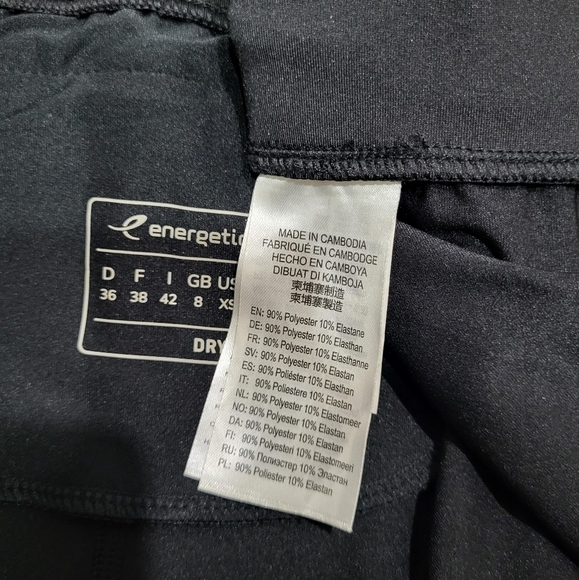 energetic
D F I GB US
36 38 42 8 XS
DRY
MADE IN CAMBODIA
FABRIQUÉ EN CAMBODGE
HECHO EN CAMBOYA
DIBUAT DI KAMBOJA
柬埔寨制造
柬埔寨製造
EN: 90% Polyester 10% Elastane
DE: 90% Polyester 10% Elasthan
FR: 90% Polyester 10% Elasthanne
SV: 90% Polyester 10% Elastan
ES: 90% Poliéster 10% Elasthan
IT: 90% Poliestere 10% Elastan
NL: 90% Polyester 10% Elastomeer
NO: 90% Polyester 10% Elastan
DA: 90% Polyester 10% Elastan
FI: 90% Polyesteri 10% Elastomeeri
RU: 90% Полиэстер 10% Эластан
PL: 90% Polyester 10% Elastan